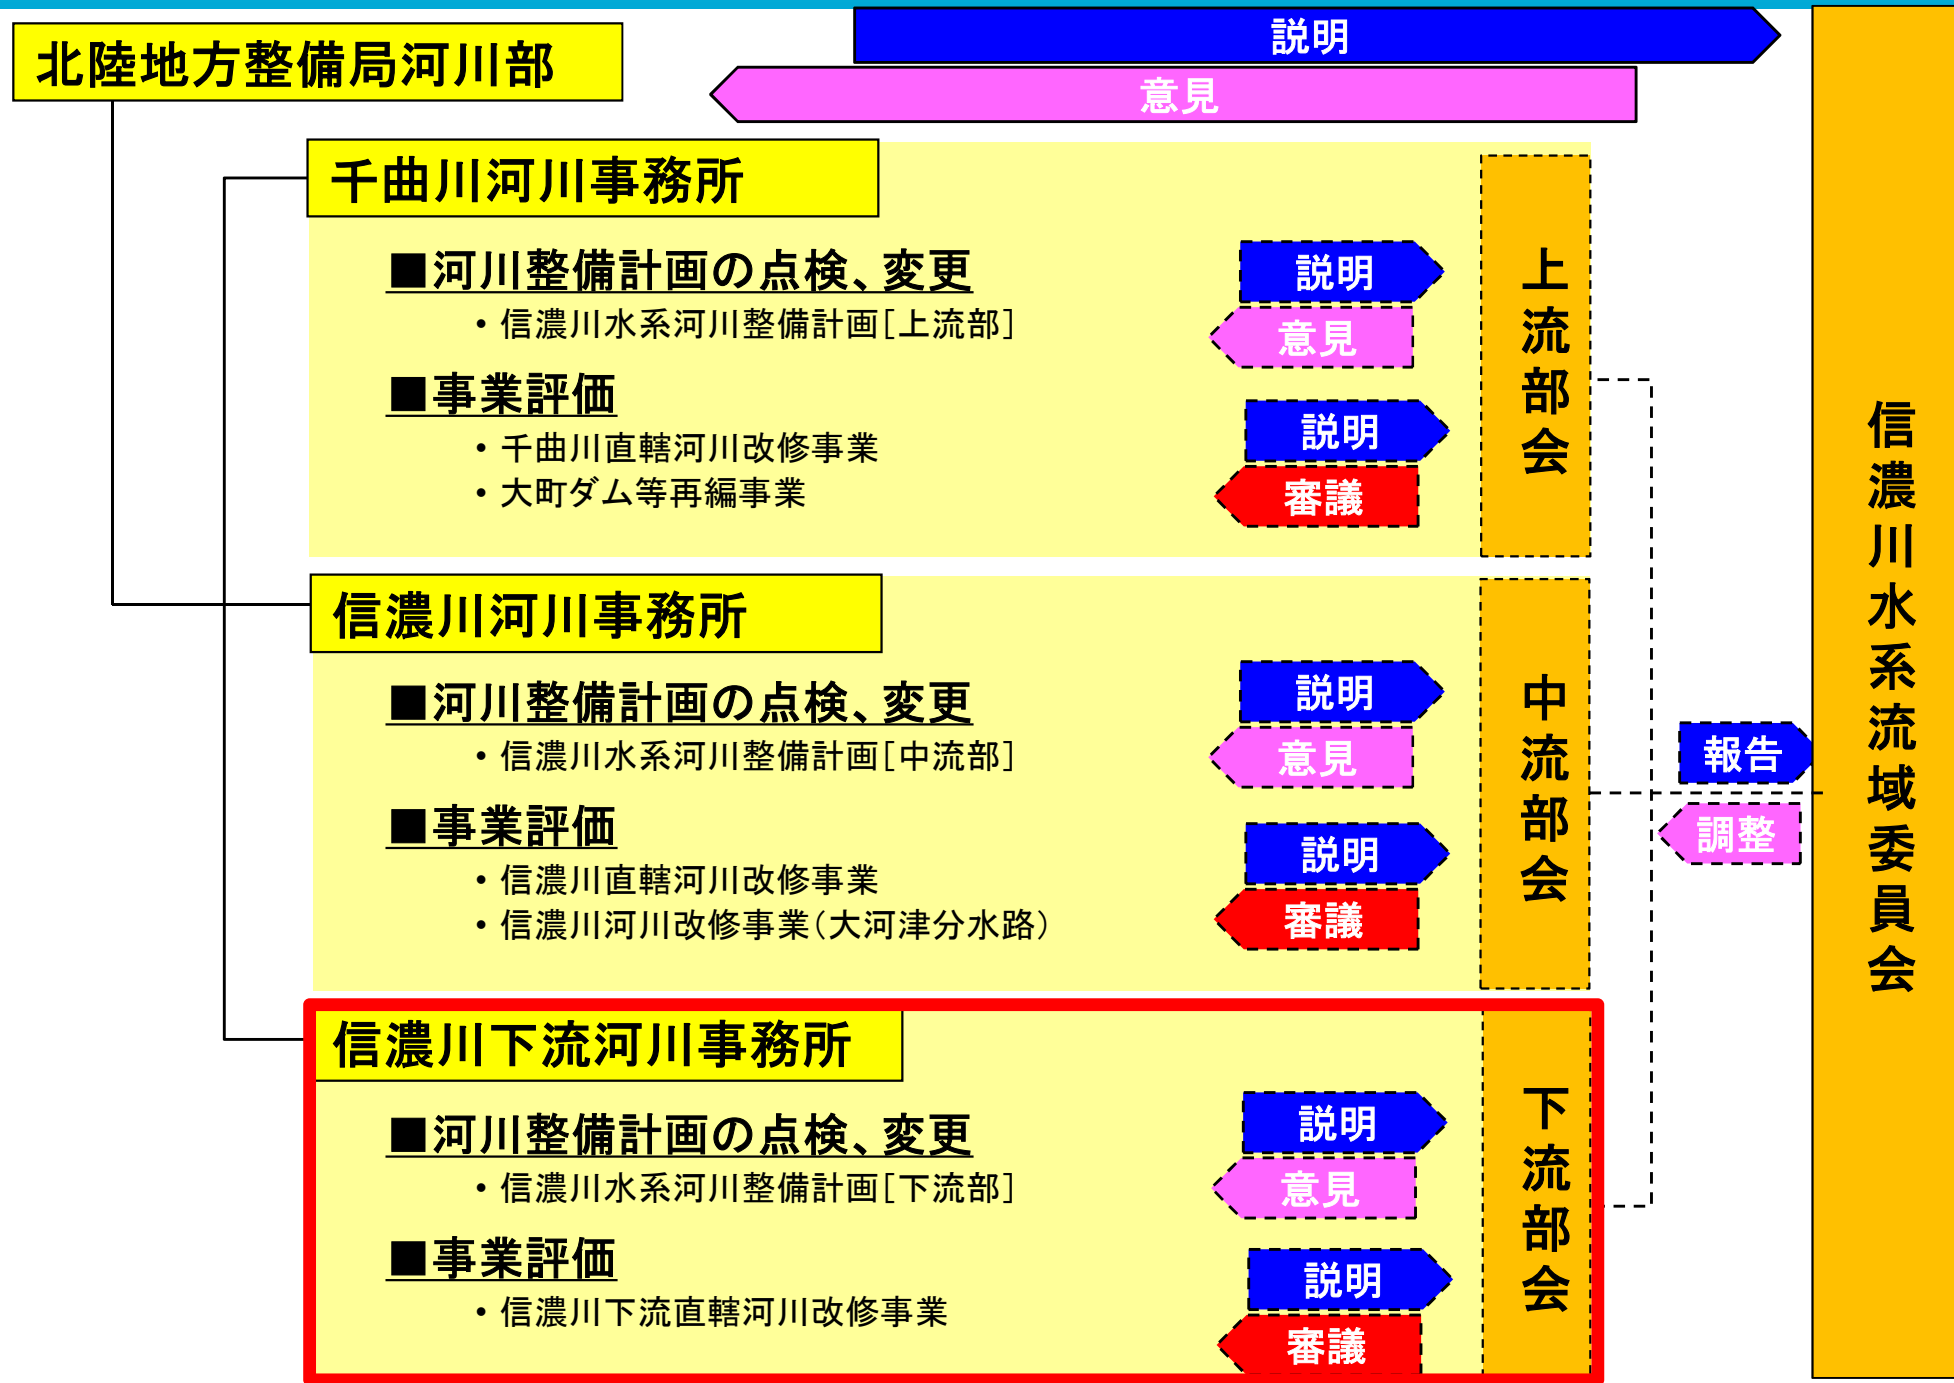 北陸地方整備局河川部
説明
意見
千曲川河川事務所
■河川整備計画の点検、変更
・信濃川水系河川整備計画［上流部］
説明
意見
■事業評価
・千曲川直轄河川改修事業
・大町ダム等再編事業
説明
審議
上流部会
信濃川河川事務所
■河川整備計画の点検、変更
・信濃川水系河川整備計画［中流部］
説明
意見
■事業評価
・信濃川直轄河川改修事業
・信濃川河川改修事業（大河津分水路）
説明
審議
中流部会
信濃川下流河川事務所
■河川整備計画の点検、変更
・信濃川水系河川整備計画［下流部］
説明
意見
■事業評価
・信濃川下流直轄河川改修事業
説明
審議
下流部会
報告
調整
信濃川水系流域委員会